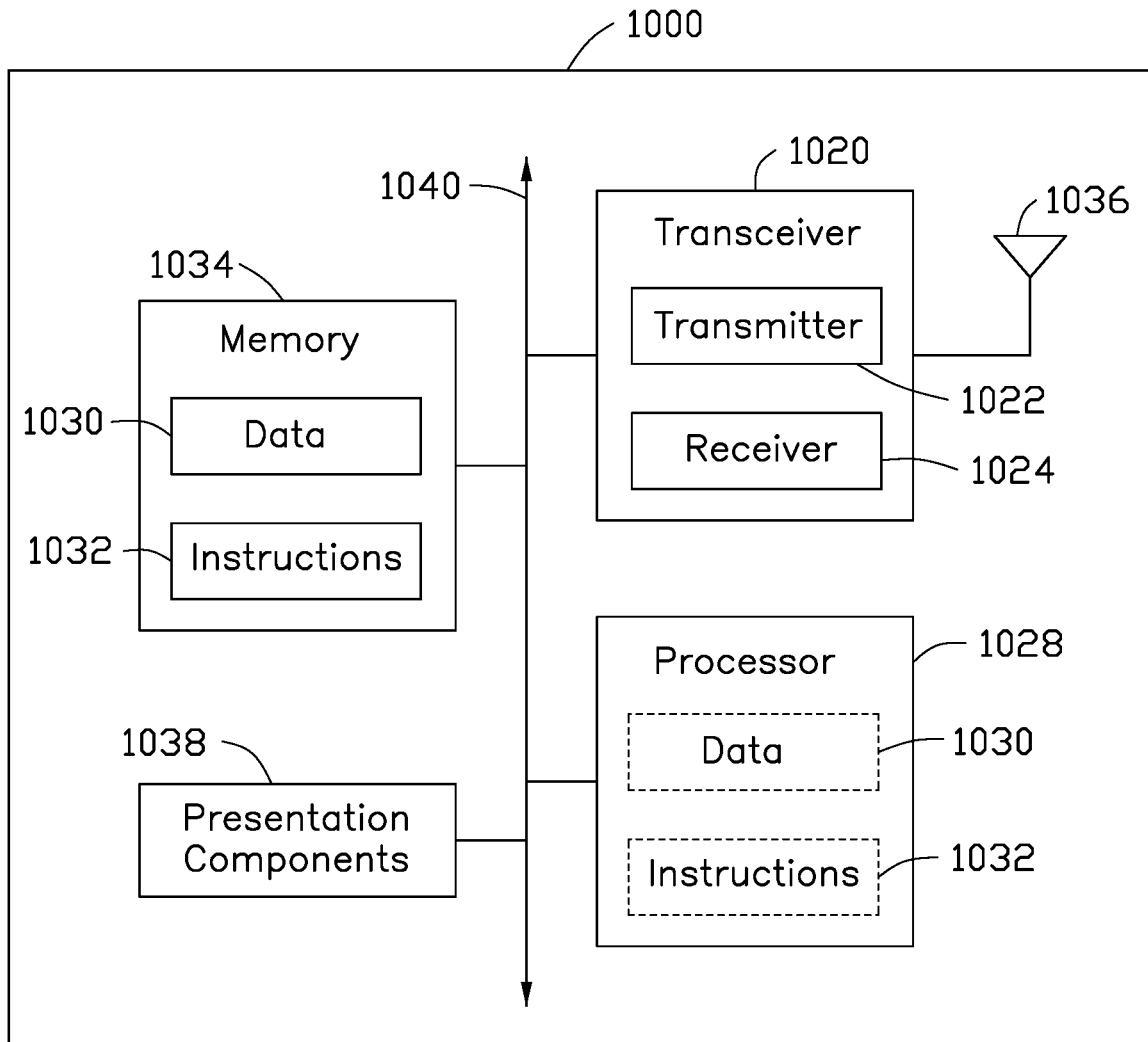 1000
1020
1040
1036
Transceiver
1034
Memory
Transmitter
1022
1030
Data
Receiver
1024
1032
Instructions
1028
Processor
1038
Data
1030
Presentation
Components
Instructions
1032